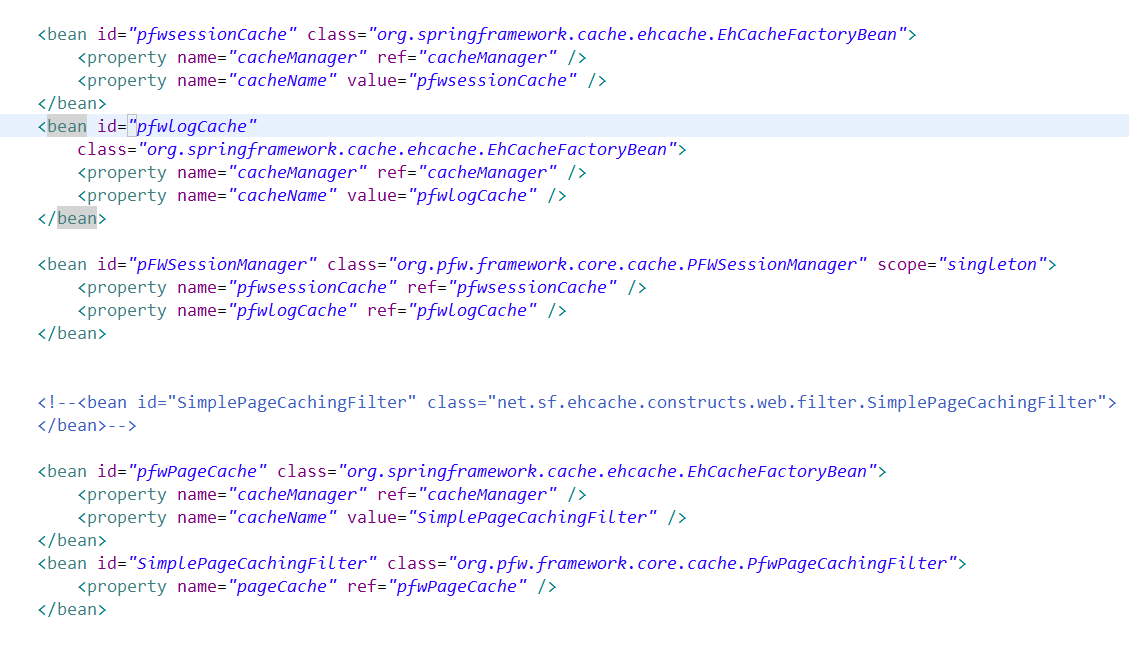 <bean id="pfwsessionCache" class="org.springframework.cache.ehcache.EhCacheFactoryBean">
<property name="cacheManager" ref="cacheManager" />
<property name="cacheName" value="pfwsessionCache" />
</bean>
<bean id="pfwlogCache"
class="org.springframework.cache.ehcache.EhCacheFactoryBean">
<property name="cacheManager" ref="cacheManager" />
<property name="cacheName" value="pfwlogCache" />
</bean>
<bean id="pFWSessionManager" class="org.pfw.framework.core.cache.PFWSessionManager" scope="singleton">
<property name="pfwsessionCache" ref="pfwsessionCache" />
<property name="pfwlogCache" ref="pfwlogCache" />
</bean>
<!--<bean id="SimplePageCachingFilter" class="net.sf.ehcache.constructs.web.filter.SimplePageCachingFilter">
</bean>-->
<bean id="pfwPageCache" class="org.springframework.cache.ehcache.EhCacheFactoryBean">
<property name="cacheManager" ref="cacheManager" />
<property name="cacheName" value="SimplePageCachingFilter" />
</bean>
<bean id="SimplePageCachingFilter" class="org.pfw.framework.core.cache.PfwPageCachingFilter">
<property name="pageCache" ref="pfwPageCache" />
</bean>